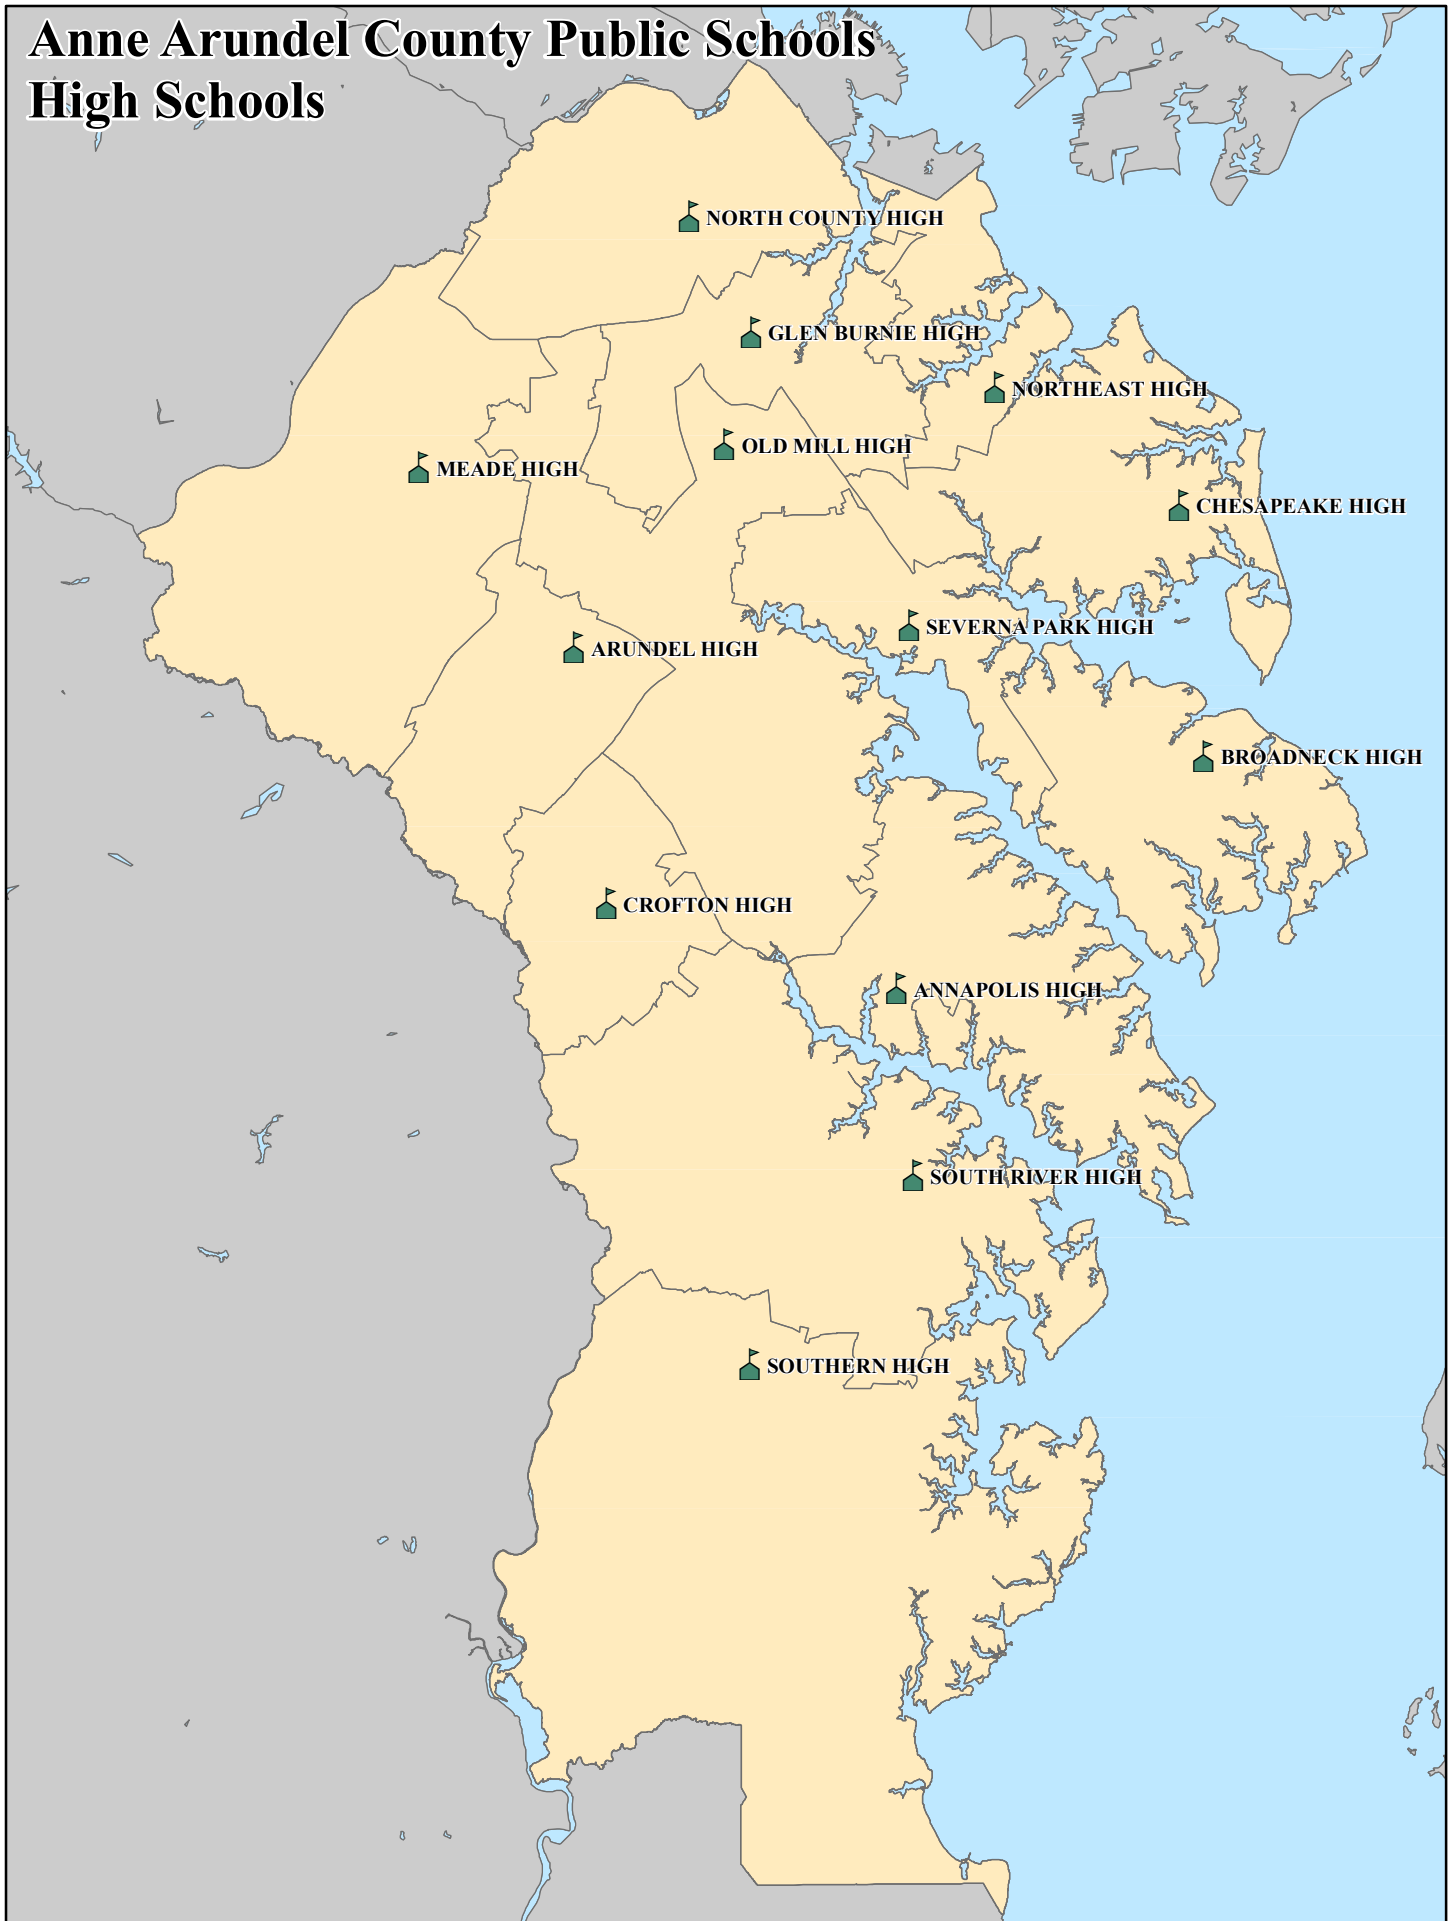 Anne Arundel County Public Schools
High Schools
NORTH COUNTY HIGH
GLEN BURNIE HIGH
NORTHEAST HIGH
OLD MILL HIGH
MEADE HIGH
CHESAPEAKE HIGH
SEVERNA PARK HIGH
ARUNDEL HIGH
BROADNECK HIGH
CROFTON HIGH
ANNAPOLIS HIGH
SOUTH RIVER HIGH
SOUTHERN HIGH